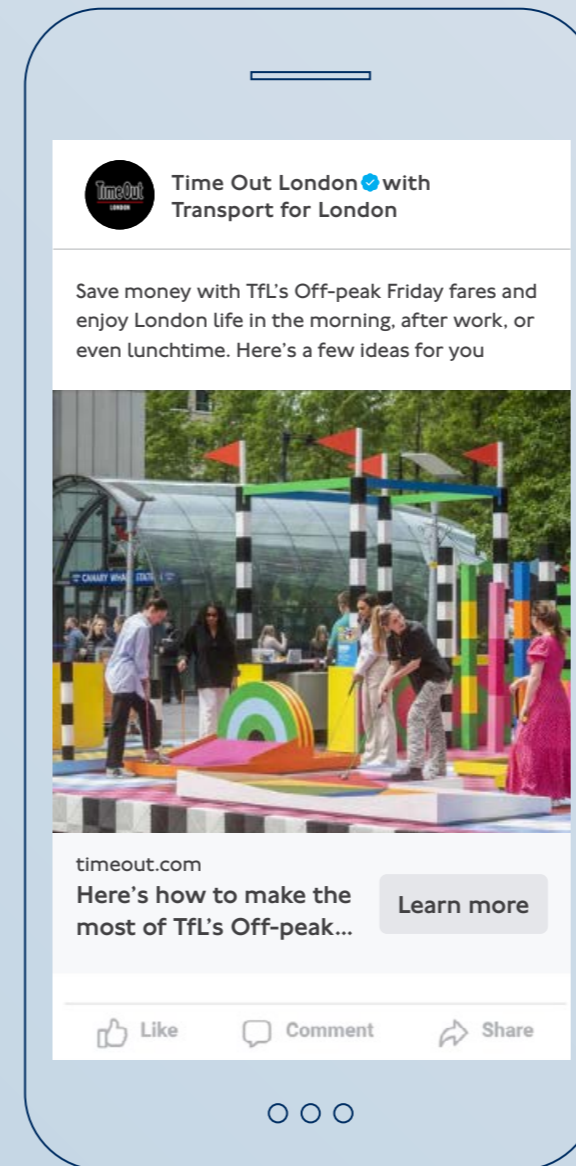 TimeOut
LONDON
Time Out London with
Transport for London
Save money with TfL's Off-peak Friday fares and
enjoy London life in the morning, after work, or
even lunchtime. Here's a few ideas for you
CANARY WHARF STATION
timeout.com
Here's how to make the
most of TfL's Off-peak...
Learn more
Like Comment Share